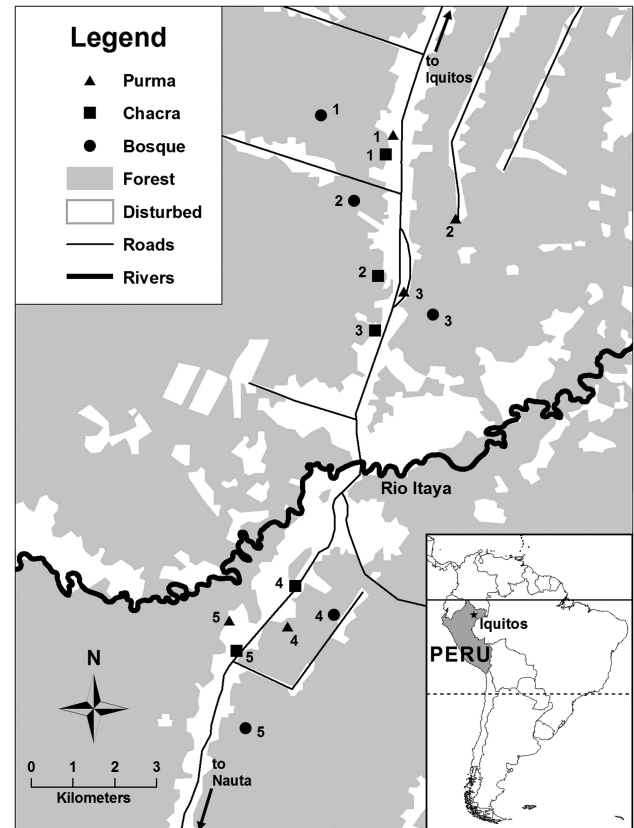 Legend
Purma
Chacra
Bosque
Forest
Disturbed
Roads
Rivers
to
Iquitos
1
1
1
2
2
2
3
3
3
Rio Itaya
4
5
4
4
5
5
N
0 1 2 3
Kilometers
to
Nauta
Iquitos
PERU